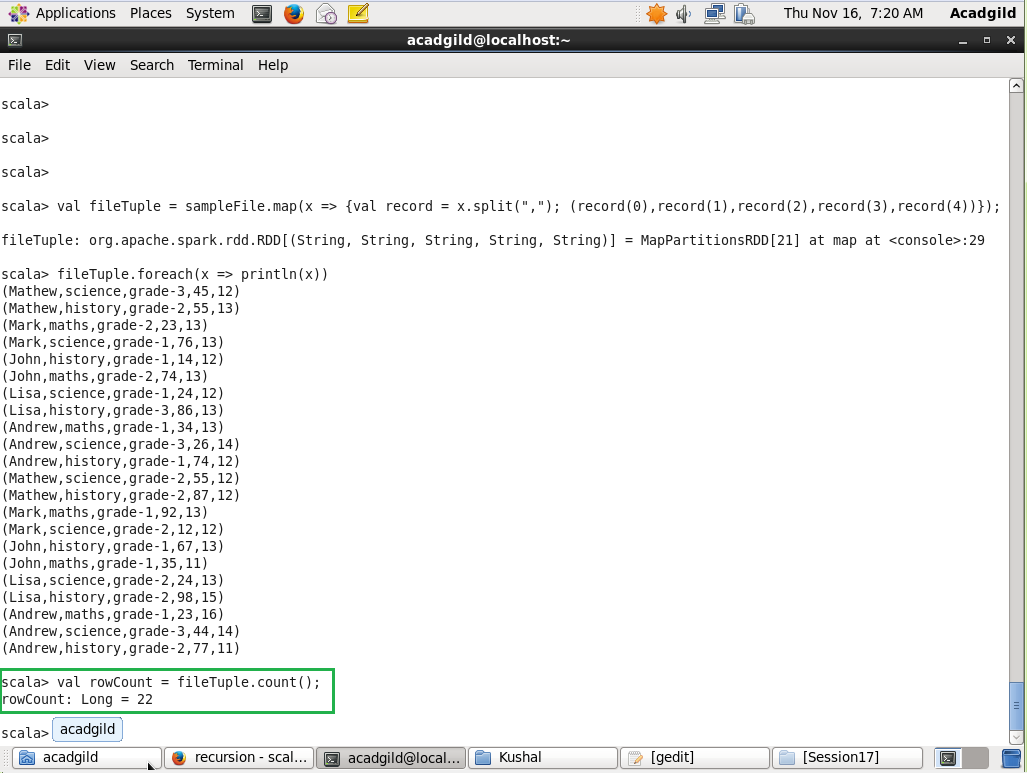 Applications Places System Thu Nov 16, 7:20 AM Acadgild
acadgild@localhost:~
File Edit View Search Terminal Help
scala>
scala>
scala>
scala> val fileTuple = sampleFile.map(x => {val record = x.split(","); (record(0),record(1),record(2),record(3),record(4))});
fileTuple: org.apache.spark.rdd.RDD[(String, String, String, String, String)] = MapPartitionsRDD[21] at map at <console>:29
scala> fileTuple.foreach(x => println(x))
(Mathew,science,grade-3,45,12)
(Mathew,history,grade-2,55,13)
(Mark,maths,grade-2,23,13)
(Mark,science,grade-1,76,13)
(John,history,grade-1,14,12)
(John,maths,grade-2,74,13)
(Lisa,science,grade-1,24,12)
(Lisa,history,grade-3,86,13)
(Andrew,maths,grade-1,34,13)
(Andrew,science,grade-3,26,14)
(Andrew,history,grade-1,74,12)
(Mathew,science,grade-2,55,12)
(Mathew,history,grade-2,87,12)
(Mark,maths,grade-1,92,13)
(Mark,science,grade-2,12,12)
(John,history,grade-1,67,13)
(John,maths,grade-1,35,11)
(Lisa,science,grade-2,24,13)
(Lisa,history,grade-2,98,15)
(Andrew,maths,grade-1,23,16)
(Andrew,science,grade-3,44,14)
(Andrew,history,grade-2,77,11)
scala> val rowCount = fileTuple.count();
rowCount: Long = 22
scala> acadgild
acadgild recursion - scal... acadgild@local... Kushal [gedit] [Session17]